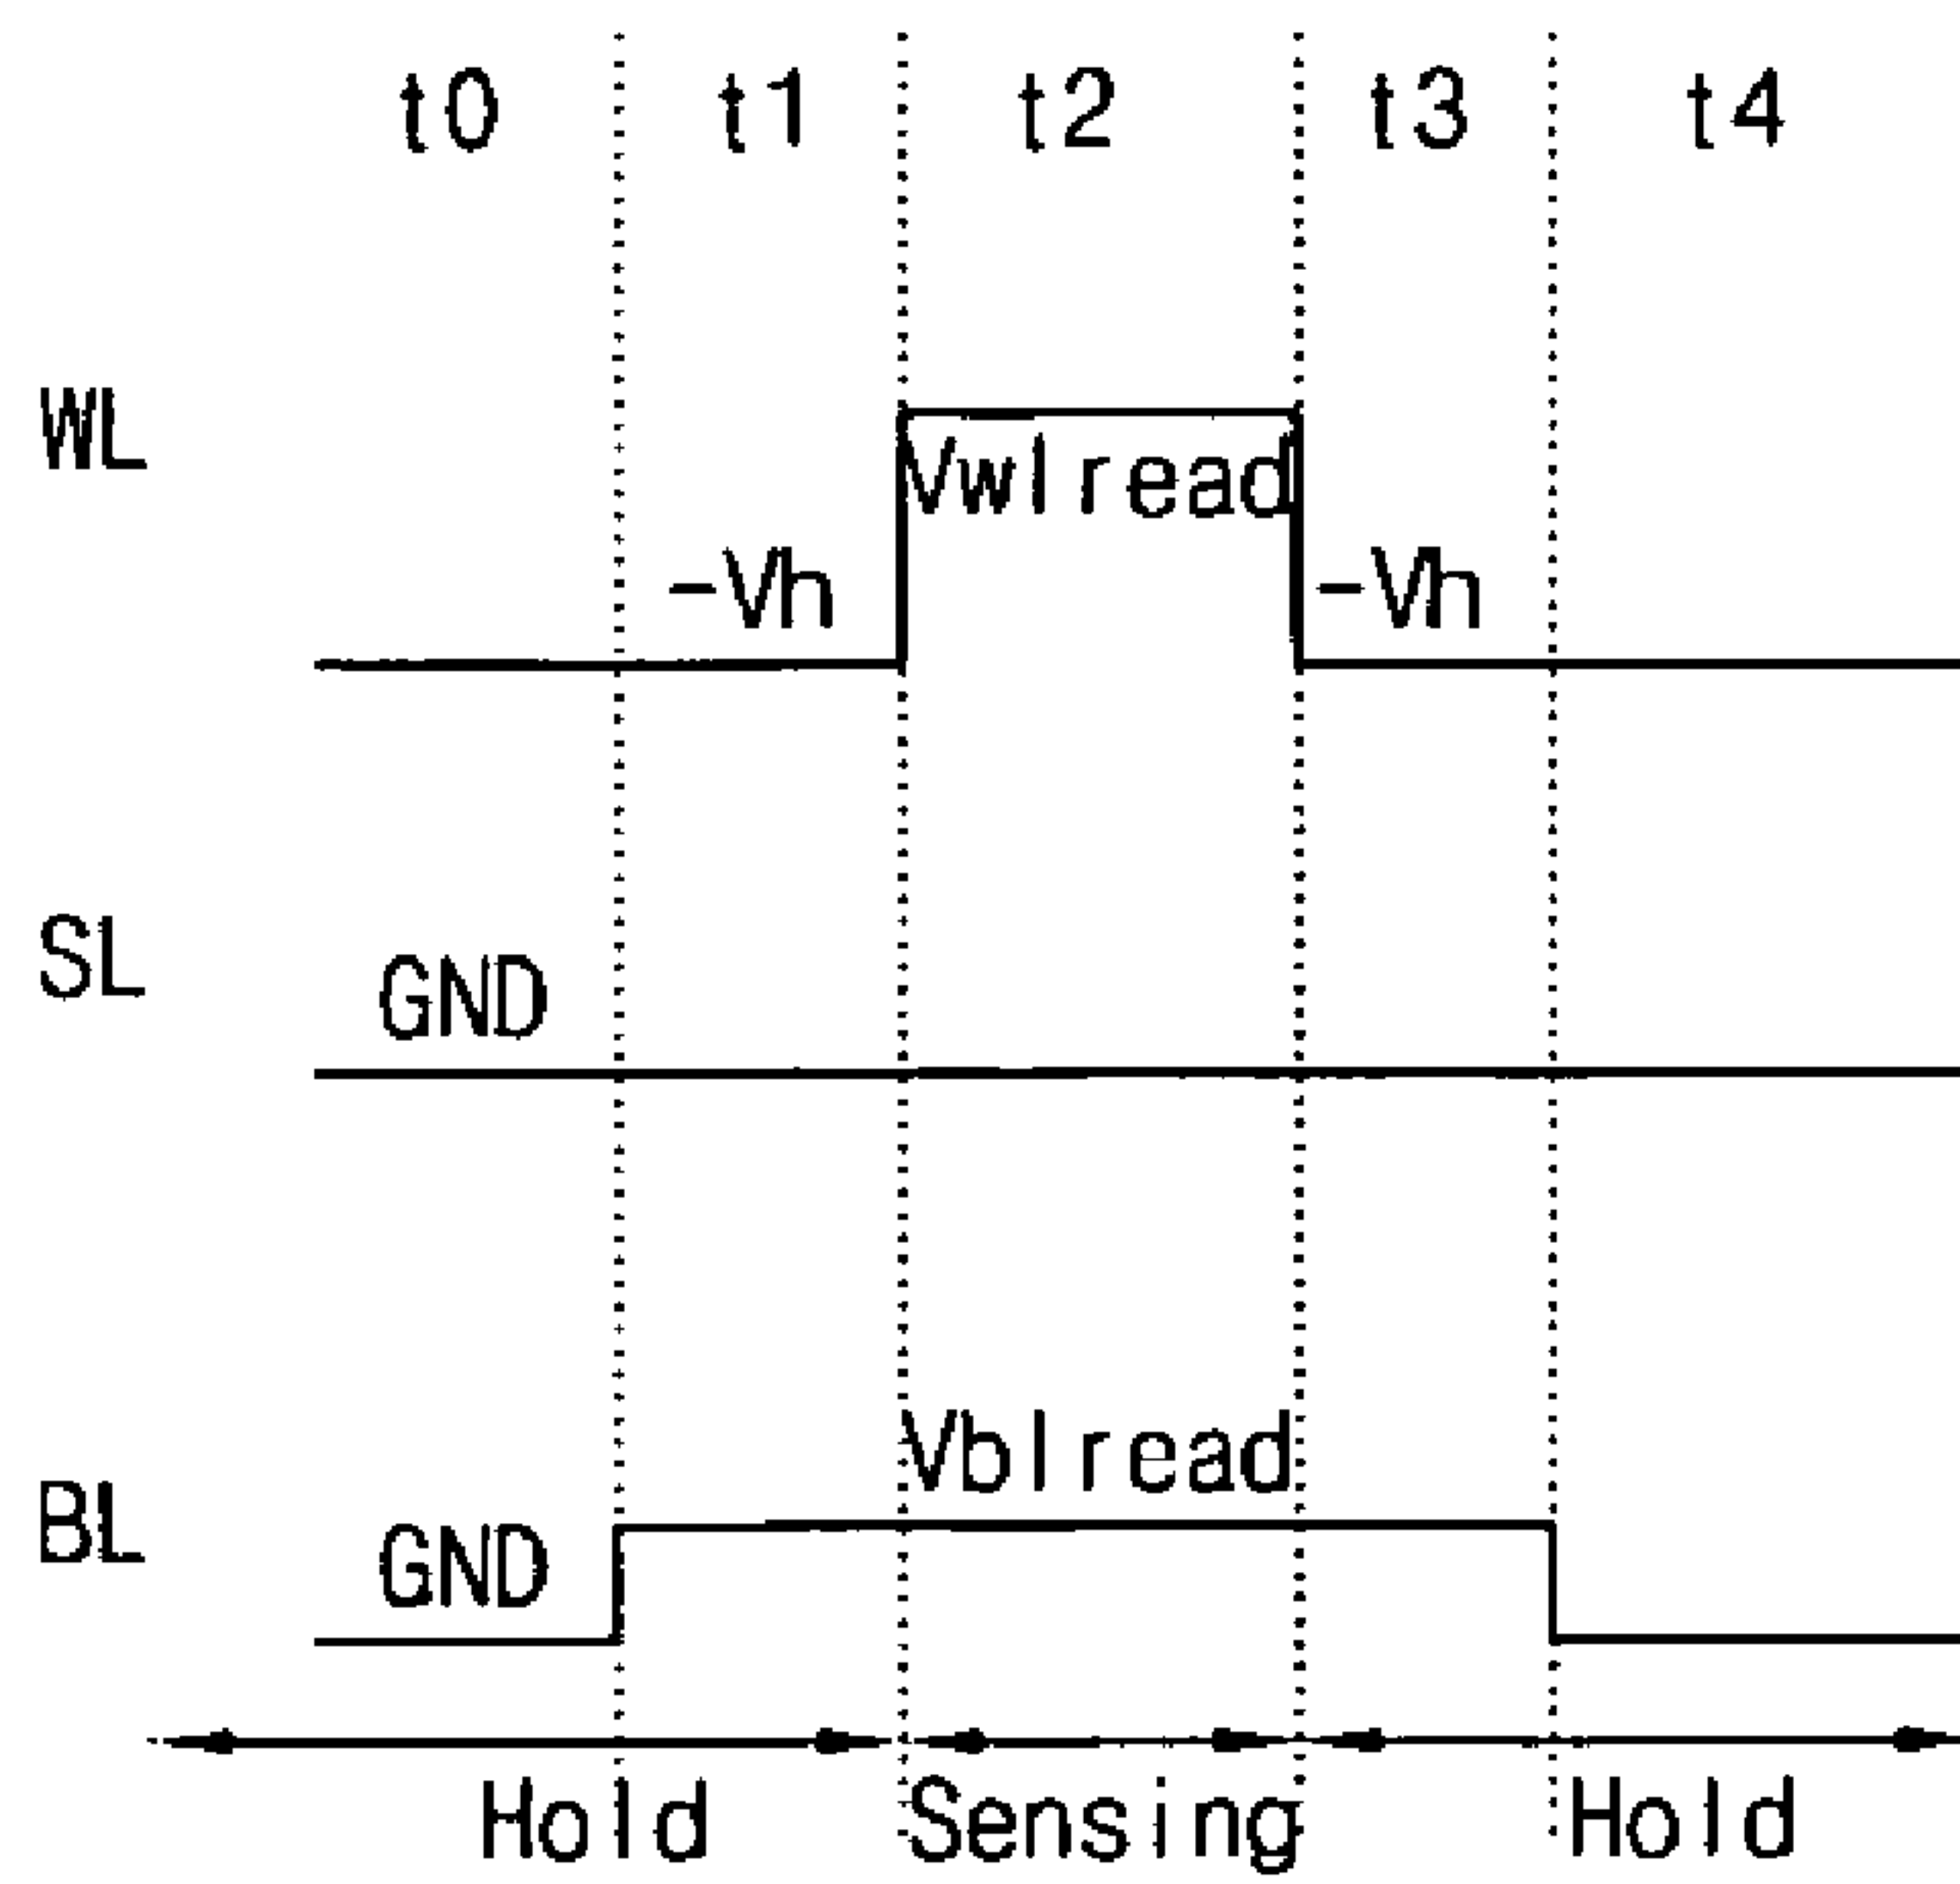 t0 t1 t2 t3 t4
WL
Vwlread
-Vh -Vh
SL
GND
Vblread
BL
GND
Hold Sensing Hold